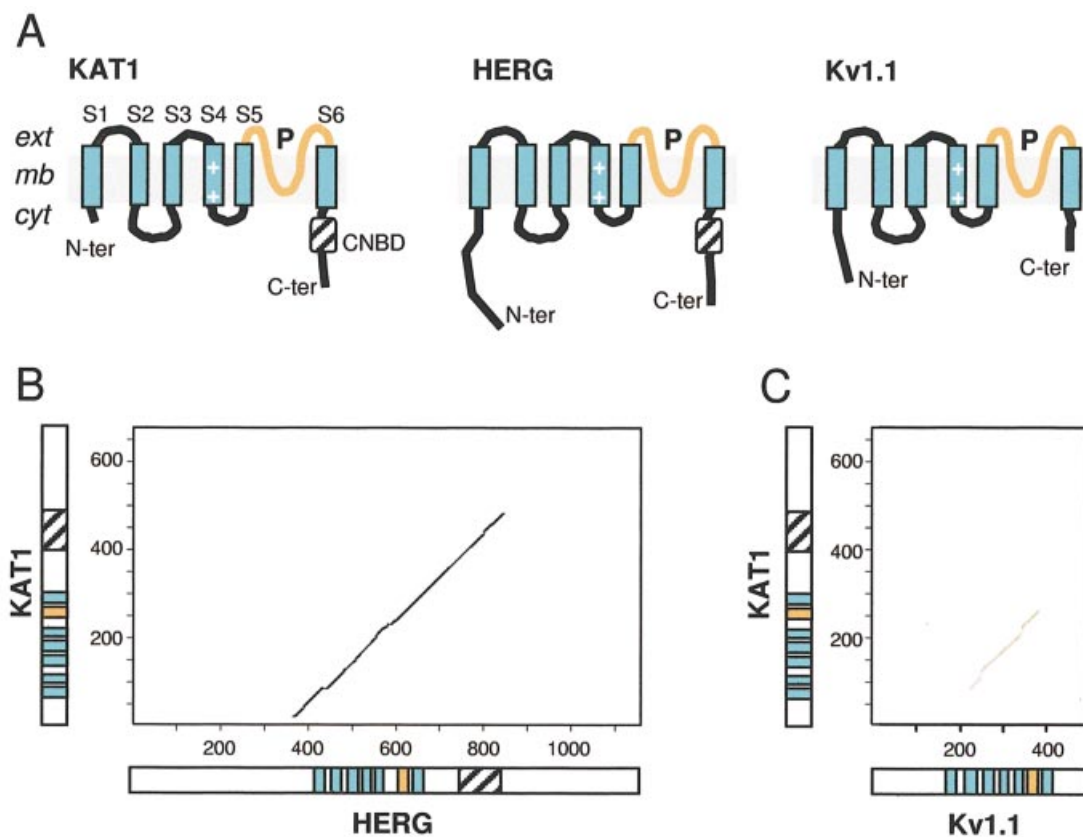 A
KAT1
HERG
Kv1.1
S1 S2 S3 S4 S5 S6
ext
mb
cyt
P
P
P
N-ter
CNBD
C-ter
N-ter
C-ter
N-ter
C-ter
+
+
+
+
+
+
B
KAT1
600
400
200
200 400 600 800 1000
HERG
C
KAT1
600
400
200
200 400
Kv1.1